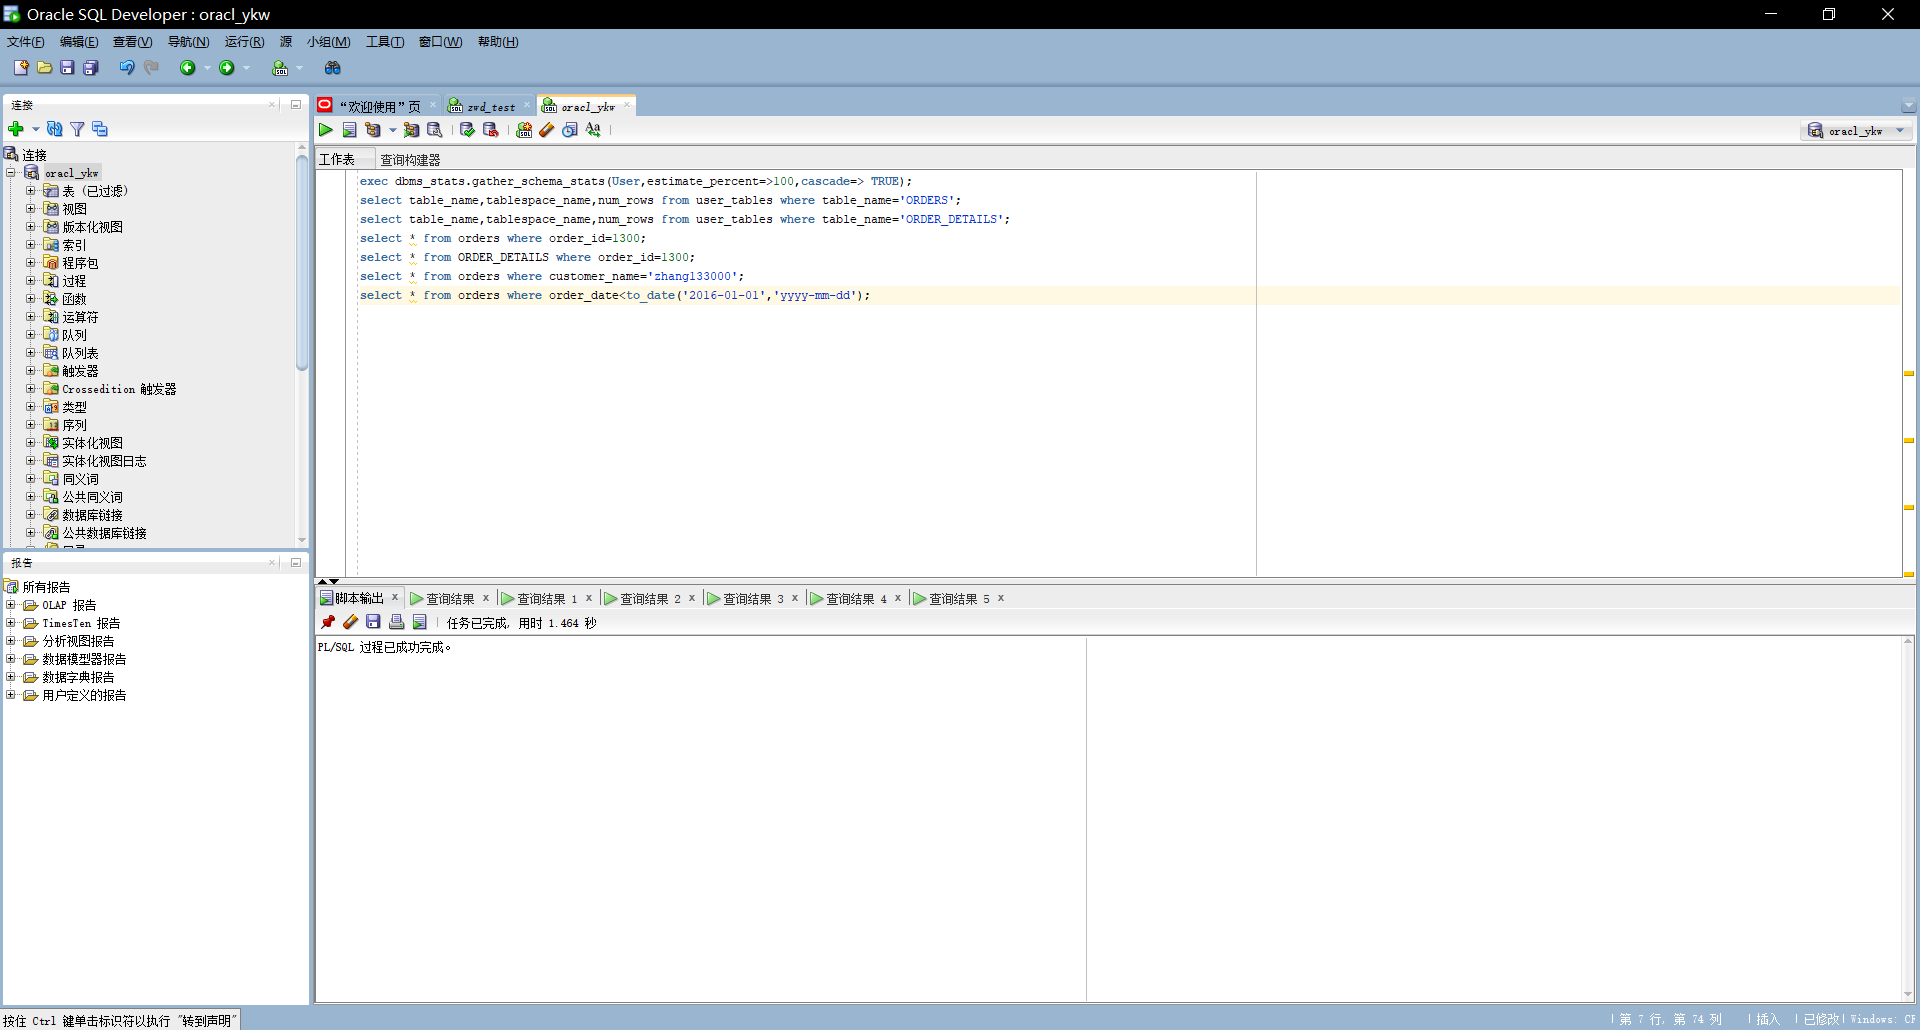 Oracle SQL Developer : oracl_ykw
文件(F) 编辑(E) 查看(V) 导航(N) 运行(R) 源 小组(M) 工具(T) 窗口(W) 帮助(H)
连接
“欢迎使用”页 zwd_test oracl_ykw
oracl_ykw
工作表 查询构建器
连接
oracl_ykw
表 (已过滤)
视图
版本化视图
索引
程序包
过程
函数
运算符
队列
队列表
触发器
Crossedition 触发器
类型
序列
实体化视图
实体化视图日志
同义词
公共同义词
数据库链接
公共数据库链接
exec dbms_stats.gather_schema_stats(User,estimate_percent=>100,cascade=> TRUE);
select table_name,tablespace_name,num_rows from user_tables where table_name='ORDERS';
select table_name,tablespace_name,num_rows from user_tables where table_name='ORDER_DETAILS';
select * from orders where order_id=1300;
select * from ORDER_DETAILS where order_id=1300;
select * from orders where customer_name='zhang133000';
select * from orders where order_date<to_date('2016-01-01','yyyy-mm-dd');
报告
所有报告
OLAP 报告
TimesTen 报告
分析视图报告
数据模型器报告
数据字典报告
用户定义的报告
脚本输出 查询结果 查询结果 1 查询结果 2 查询结果 3 查询结果 4 查询结果 5
任务已完成, 用时 1.464 秒
PL/SQL 过程已成功完成。
按住 Ctrl 键单击标识符以执行 "转到声明"
第 7 行, 第 74 列 插入 已修改 Windows: CF